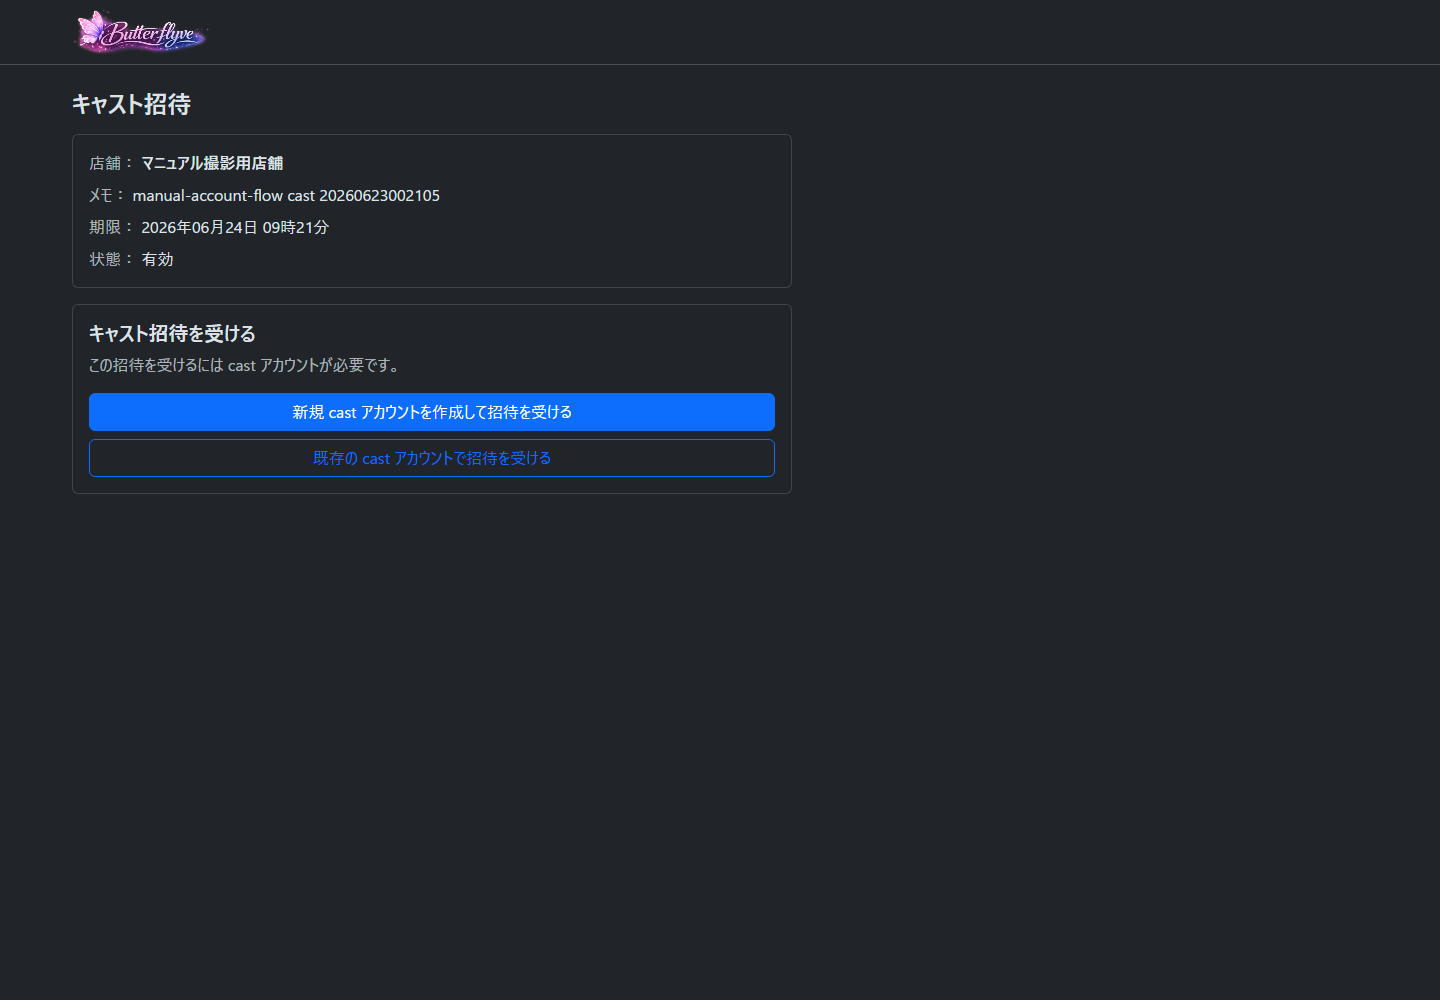 Butterflyve
キャスト招待
店舗： マニュアル撮影用店舗
メモ： manual-account-flow cast 20260623002105
期限： 2026年06月24日 09時21分
状態： 有効
キャスト招待を受ける
この招待を受けるには cast アカウントが必要です。
新規 cast アカウントを作成して招待を受ける
既存の cast アカウントで招待を受ける